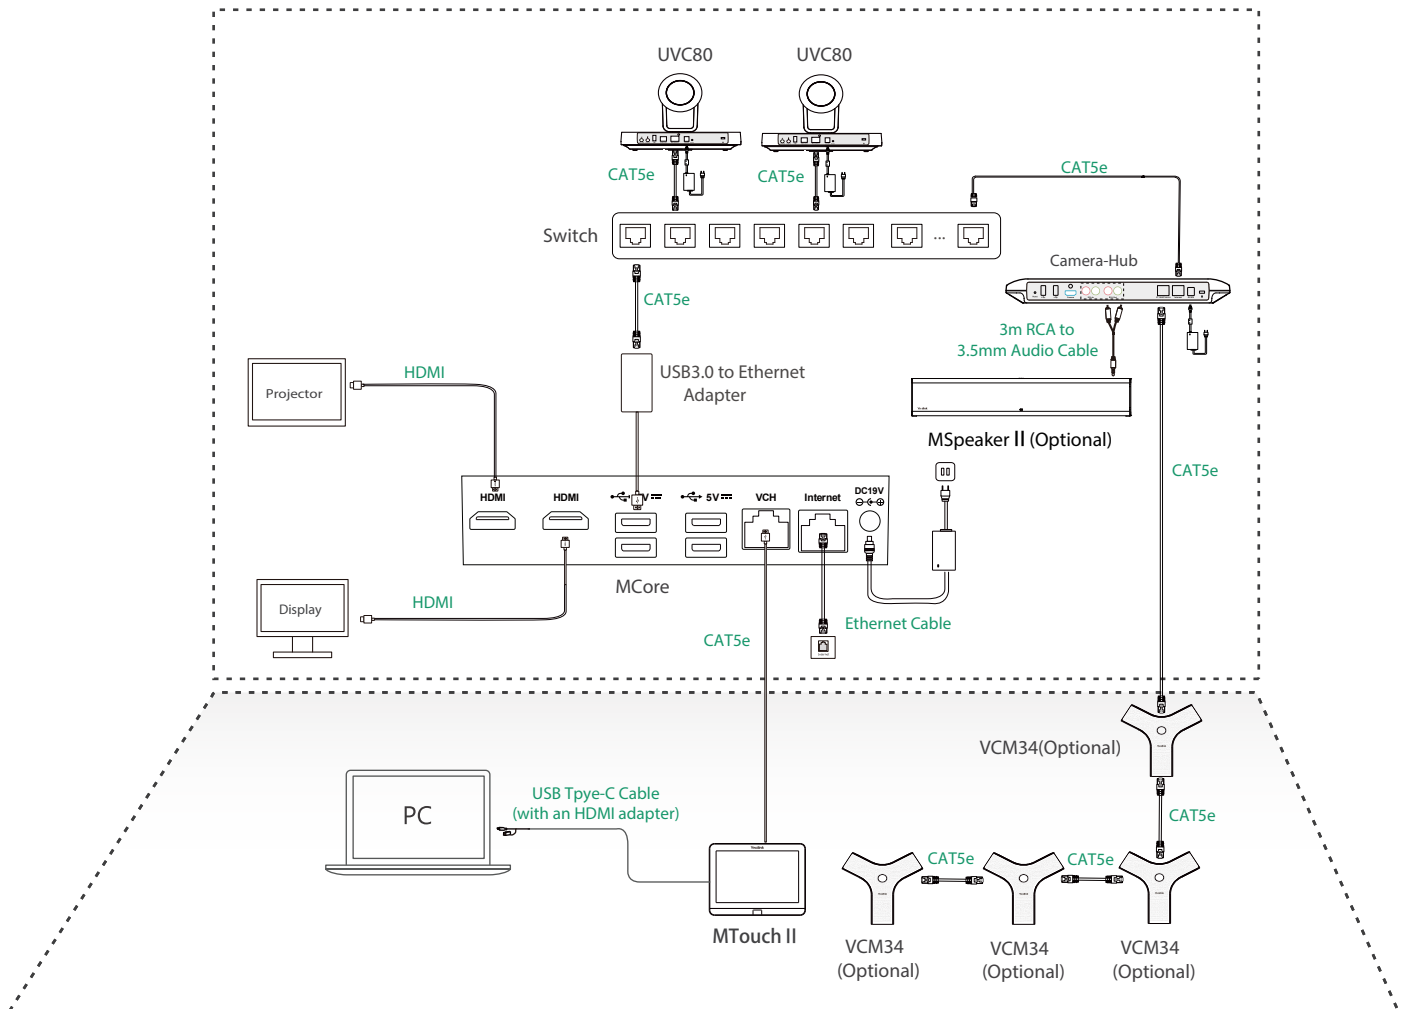 UVC80
UVC80
CAT5e
CAT5e
CAT5e
Switch
...
Camera-Hub
CAT5e
3m RCA to
3.5mm Audio Cable
HDMI
USB3.0 to Ethernet
Adapter
Projector
MSpeaker II (Optional)
CAT5e
HDMI
HDMI
V
5V
VCH
Internet
DC19V
MCore
Display
HDMI
Ethernet Cable
CAT5e
VCM34(Optional)
USB Tpye-C Cable
(with an HDMI adapter)
PC
CAT5e
Yealink
CAT5e
CAT5e
MTouch II
VCM34
(Optional)
VCM34
(Optional)
VCM34
(Optional)